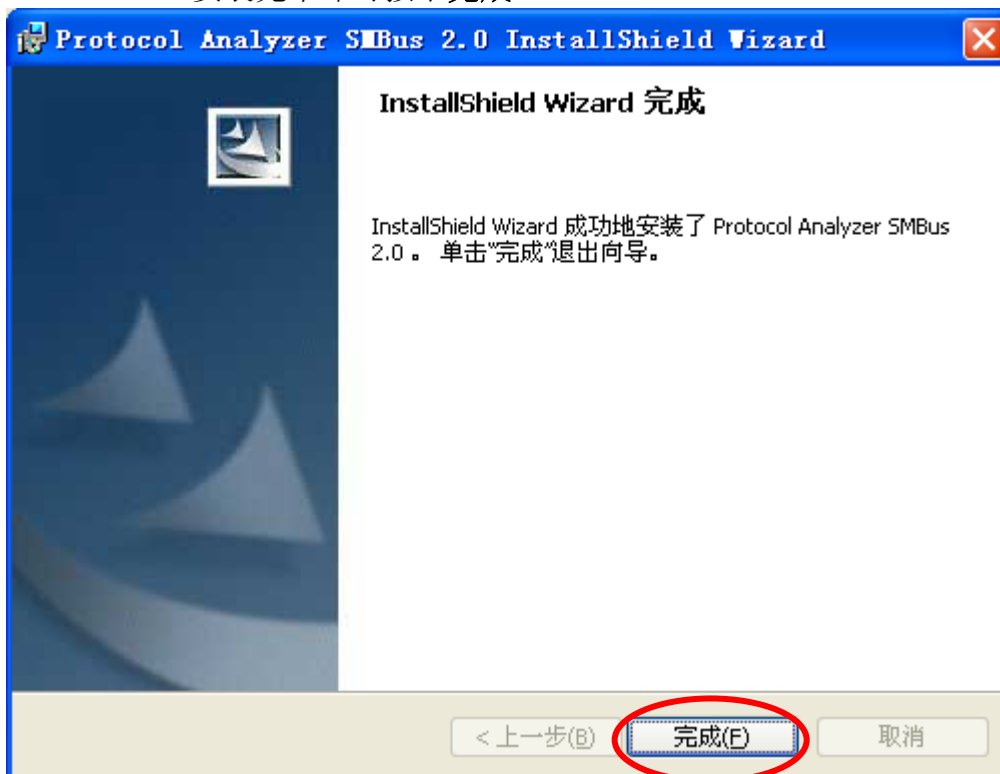 Protocol Analyzer SMBus 2.0 InstallShield Wizard
InstallShield Wizard 完成
InstallShield Wizard 成功地安装了 Protocol Analyzer SMBus
2.0 。 单击“完成”退出向导。
< 上一步(B)
完成(F)
取消